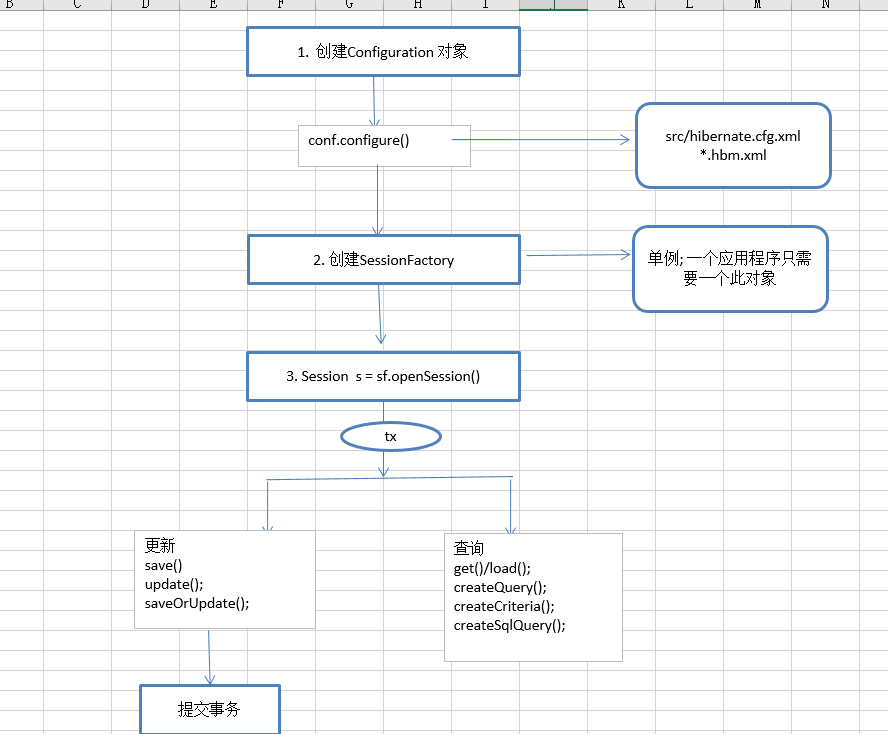 B C D E F G H I J K L M N
1. 创建Configuration 对象
conf.configure()
src/hibernate.cfg.xml
*.hbm.xml
2. 创建SessionFactory
单例; 一个应用程序只需
要一个此对象
3. Session  s = sf.openSession()
tx
更新
save()
update();
saveOrUpdate();
查询
get()/load();
createQuery();
createCriteria();
createSqlQuery();
提交事务